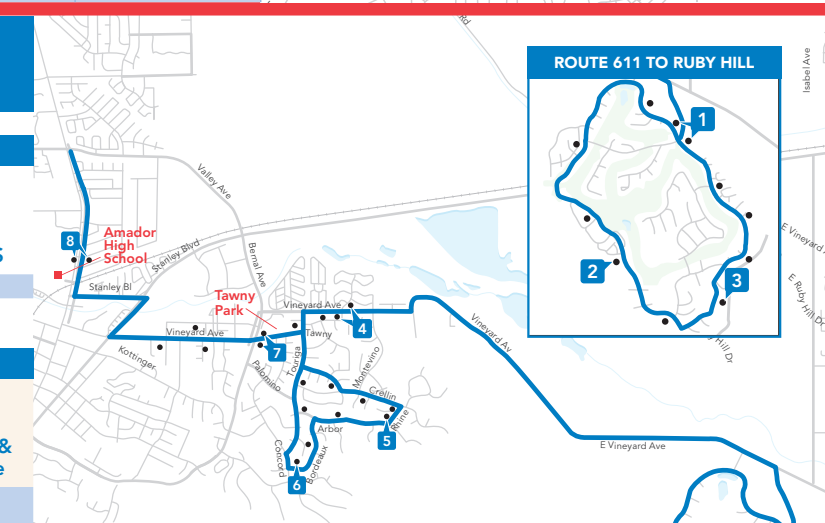 Rd
ROUTE 611 TO RUBY HILL
Isabel Ave
1
Valley Ave
Amador
High
School
8
Stanley Blvd
Bernal Ave
S
E Vineyard
2
3
E Ruby Hill Dr
Stanley Bl
Tawny
Park
Vineyard Ave
4
Tawny
Vineyard Ave
Vineyard Av
7
Hill Dr
Kottinger
Touriga
Montevino
Palomino
Crellin
Rhine
Arbor
5
Concord
Bordeaux
E Vineyard Ave
&
e
6